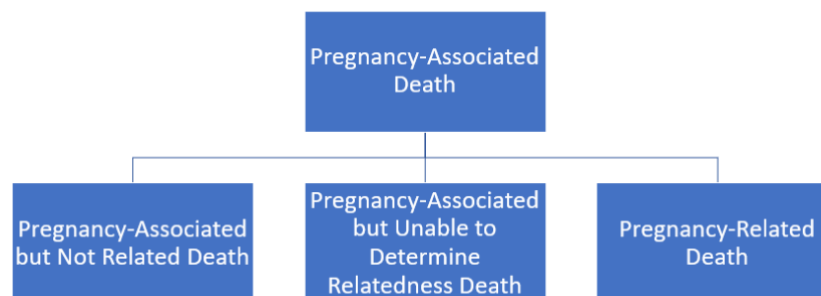 Pregnancy-Associated
Death
Pregnancy-Associated
but Not Related Death
Pregnancy-Associated
but Unable to
Determine
Relatedness Death
Pregnancy-Related
Death